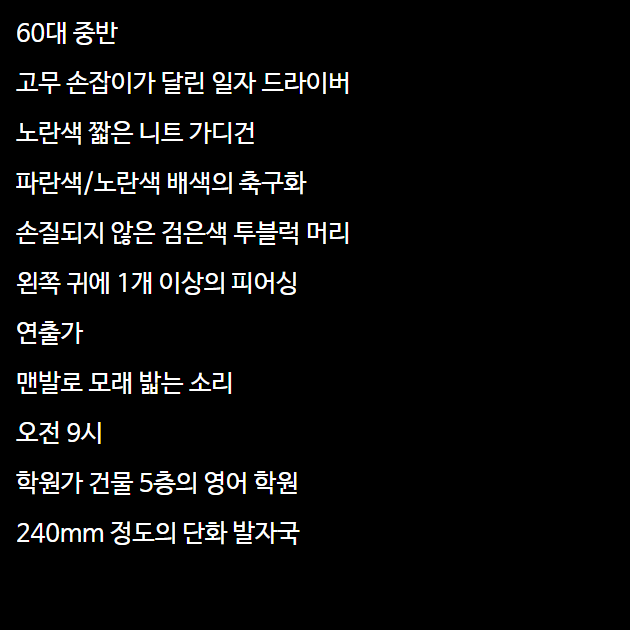 60대 중반
고무 손잡이가 달린 일자 드라이버
노란색 짧은 니트 가디건
파란색/노란색 배색의 축구화
손질되지 않은 검은색 투블럭 머리
왼쪽 귀에 1개 이상의 피어싱
연출가
맨발로 모래 밟는 소리
오전 9시
학원가 건물 5층의 영어 학원
240mm 정도의 단화 발자국